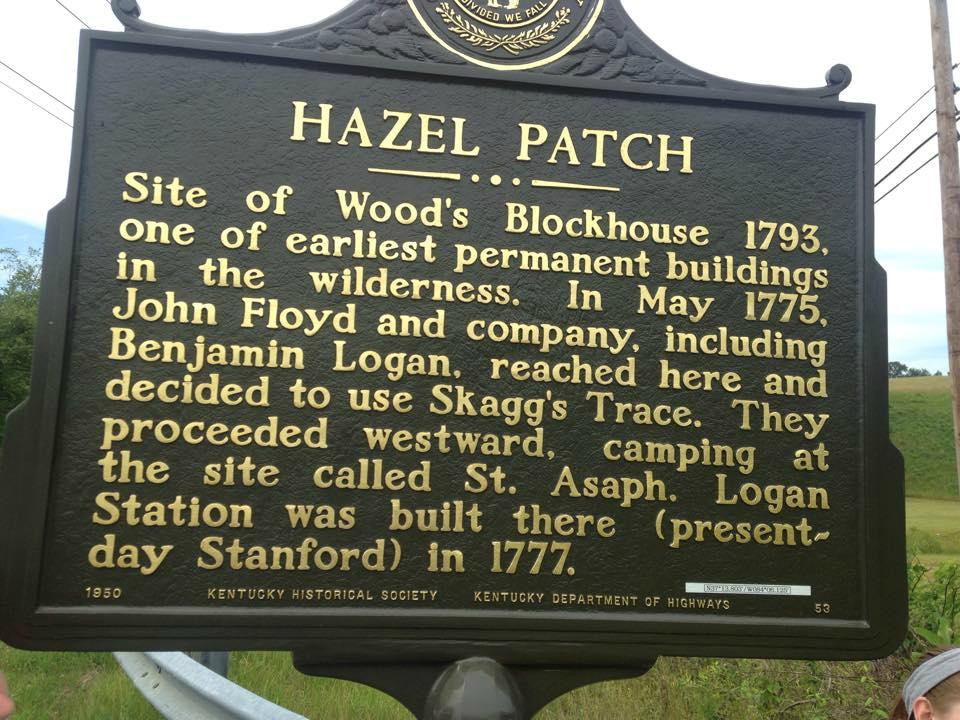 DIVIDED WE FALL
HAZEL PATCH
Site of Wood's Blockhouse 1793,
one of earliest permanent buildings
in the wilderness. In May 1775,
John Floyd and company, including
Benjamin Logan, reached here and
decided to use Skagg's Trace. They
proceeded westward, camping at
the site called St. Asaph. Logan
Station was built there (present-
day Stanford) in 1777.
1950 KENTUCKY HISTORICAL SOCIETY KENTUCKY DEPARTMENT OF HIGHWAYS 53